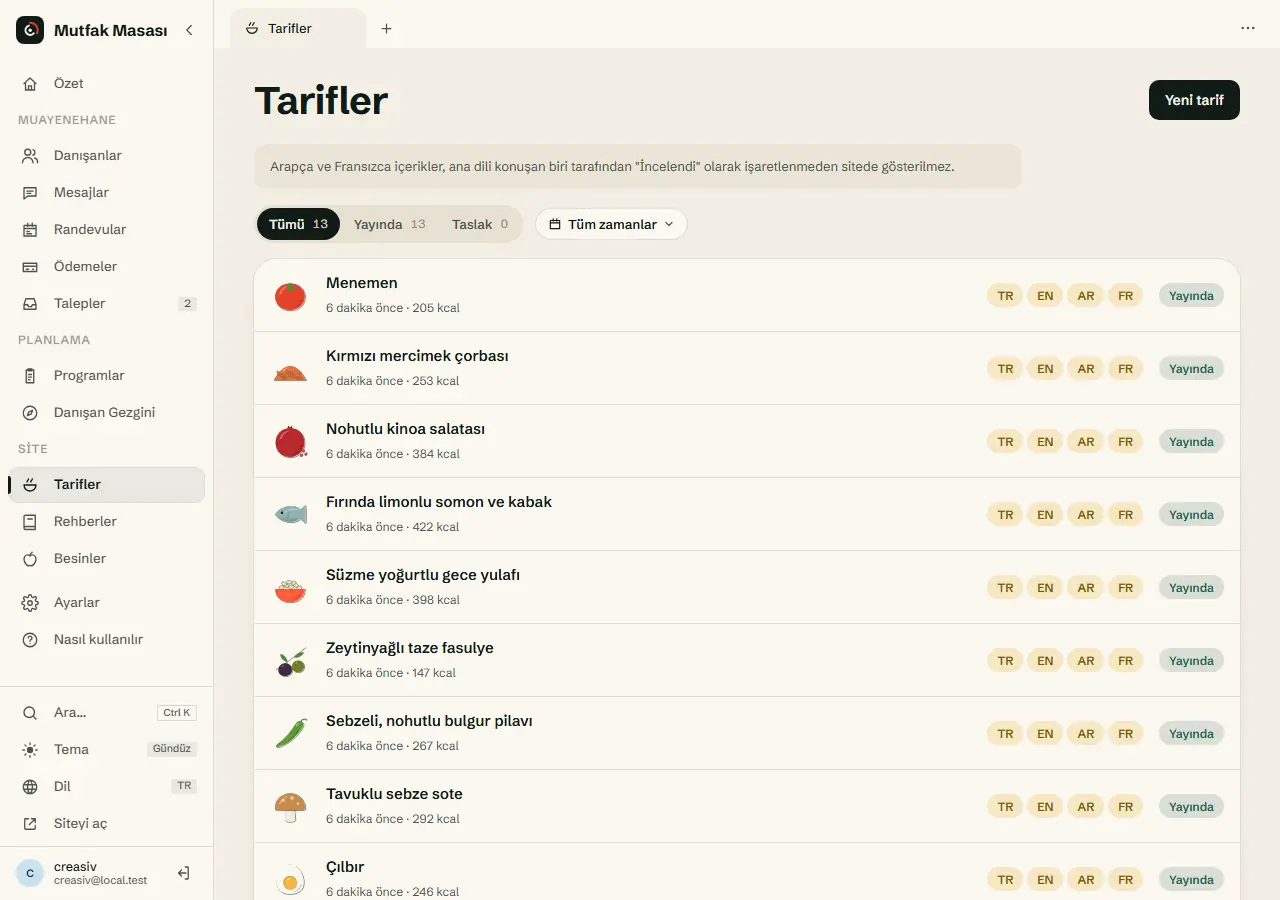 Mutfak Masası
Özet
MUAYENEHANE
Danışanlar
Mesajlar
Randevular
Ödemeler
Talepler 2
PLANLAMA
Programlar
Danışan Gezgini
SİTE
Tarifler
Rehberler
Besinler
Ayarlar
Nasıl kullanılır
Ara... Ctrl K
Tema Gündüz
Dil TR
Siteyi aç
C
creasiv
creasiv@local.test
Tarifler
Tarifler
Yeni tarif
Arapça ve Fransızca içerikler, ana dili konuşan biri tarafından "İncelendi" olarak işaretlenmeden sitede gösterilmez.
Tümü 13 Yayında 13 Taslak 0 Tüm zamanlar
Menemen
6 dakika önce · 205 kcal
TR EN AR FR Yayında
Kırmızı mercimek çorbası
6 dakika önce · 253 kcal
TR EN AR FR Yayında
Nohutlu kinoa salatası
6 dakika önce · 384 kcal
TR EN AR FR Yayında
Fırında limonlu somon ve kabak
6 dakika önce · 422 kcal
TR EN AR FR Yayında
Süzme yoğurtlu gece yulafı
6 dakika önce · 398 kcal
TR EN AR FR Yayında
Zeytinyağlı taze fasulye
6 dakika önce · 147 kcal
TR EN AR FR Yayında
Sebzeli, nohutlu bulgur pilavı
6 dakika önce · 267 kcal
TR EN AR FR Yayında
Tavuklu sebze sote
6 dakika önce · 292 kcal
TR EN AR FR Yayında
Çılbır
6 dakika önce · 246 kcal
TR EN AR FR Yayında